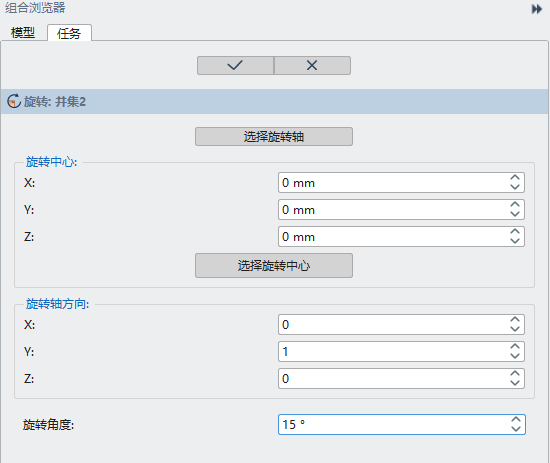 组合浏览器
模型 任务
旋转: 井集2
选择旋转轴
旋转中心:
X: 0 mm
Y: 0 mm
Z: 0 mm
选择旋转中心
旋转轴方向:
X: 0
Y: 1
Z: 0
旋转角度: 15 °